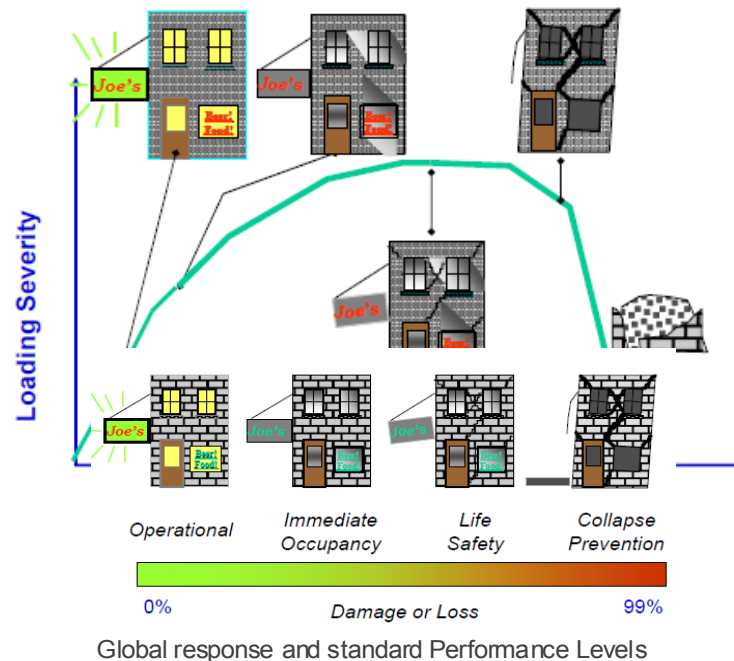 Joe's
Joe's
Beer!
Food!
Beer!
Food!
Loading Severity
Joe's
Beer!
Joe's
Joe's
Joe's
Beer!
Food!
Beer!
Food!
Beer!
Food!
Operational
Immediate
Occupancy
Life
Safety
Collapse
Prevention
0%
Damage or Loss
99%
Global response and standard Performance Levels